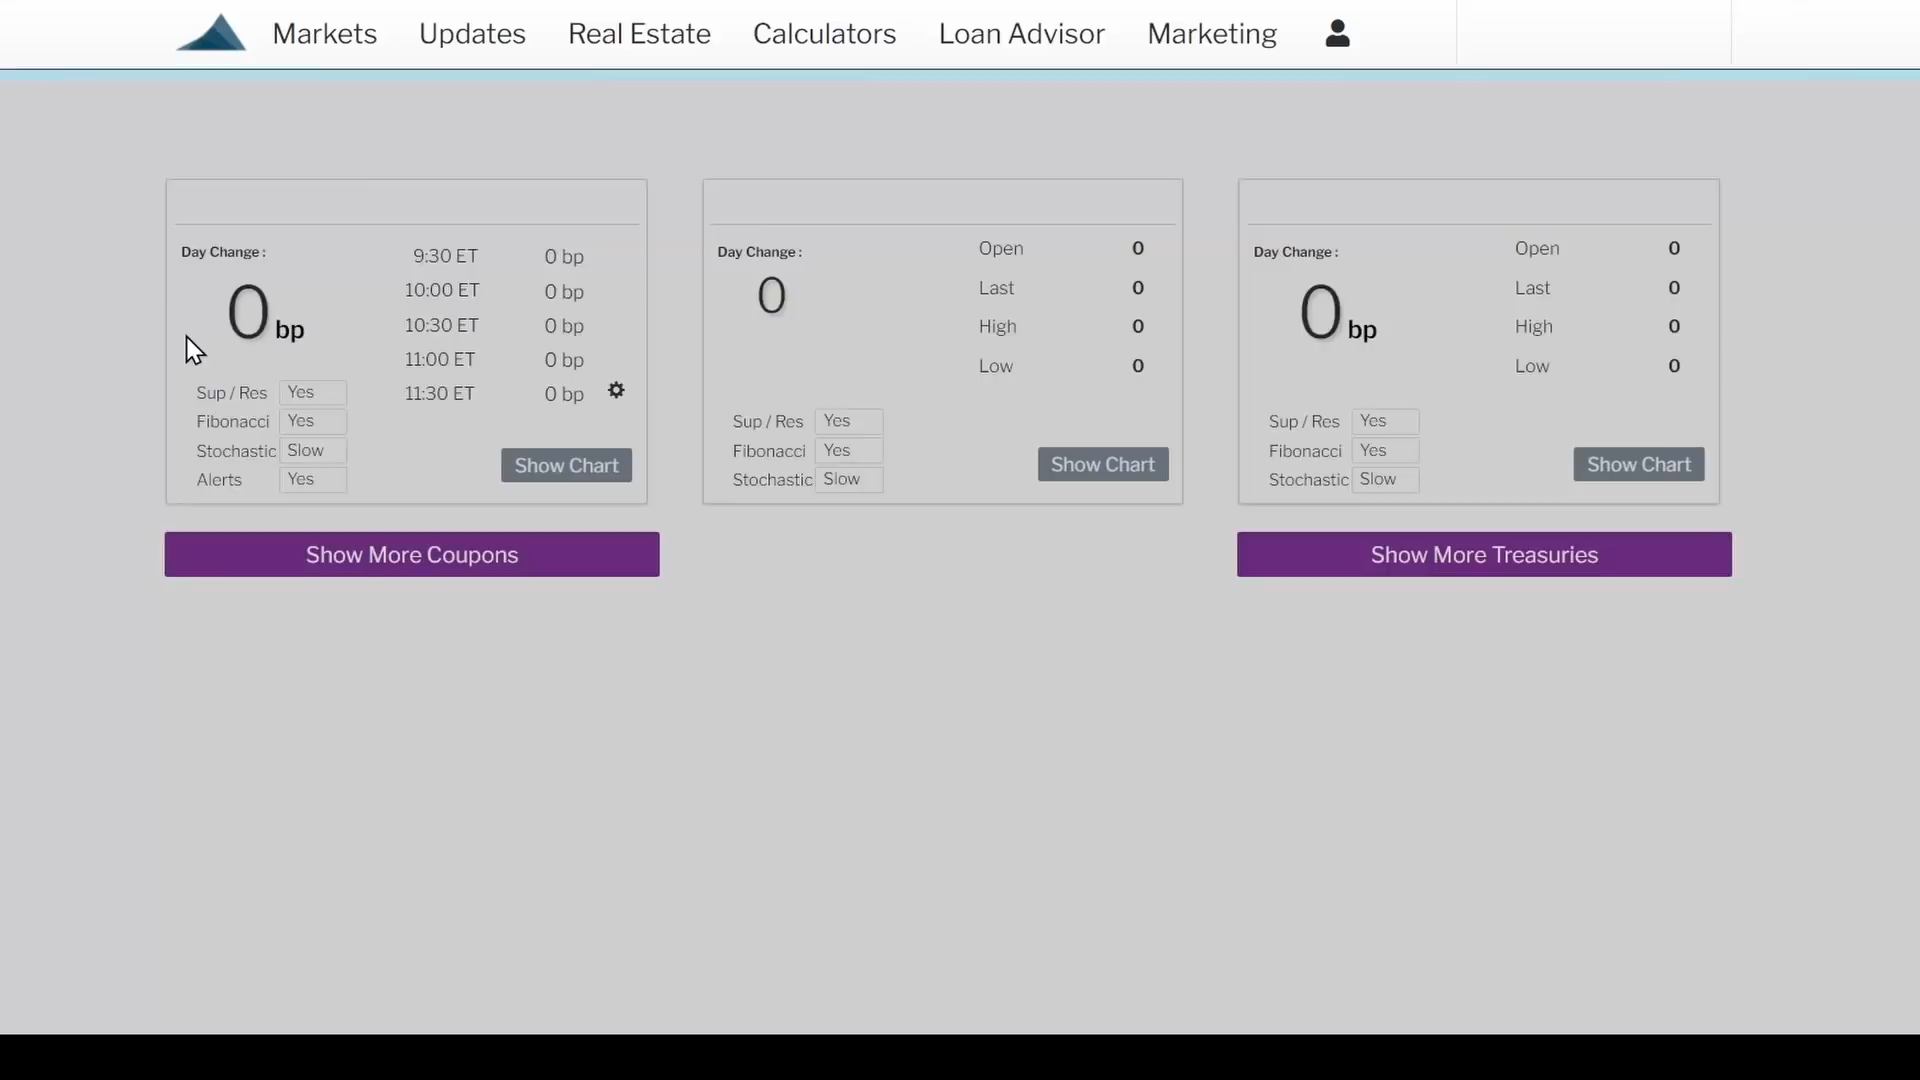 Markets Updates Real Estate Calculators Loan Advisor Marketing
Day Change :
0 bp
9:30 ET 0 bp
10:00 ET 0 bp
10:30 ET 0 bp
11:00 ET 0 bp
11:30 ET 0 bp
Sup / Res Yes
Fibonacci Yes
Stochastic Slow
Alerts Yes
Show Chart
Show More Coupons
Day Change :
0
Open 0
Last 0
High 0
Low 0
Sup / Res Yes
Fibonacci Yes
Stochastic Slow
Show Chart
Day Change :
0 bp
Open 0
Last 0
High 0
Low 0
Sup / Res Yes
Fibonacci Yes
Stochastic Slow
Show Chart
Show More Treasuries